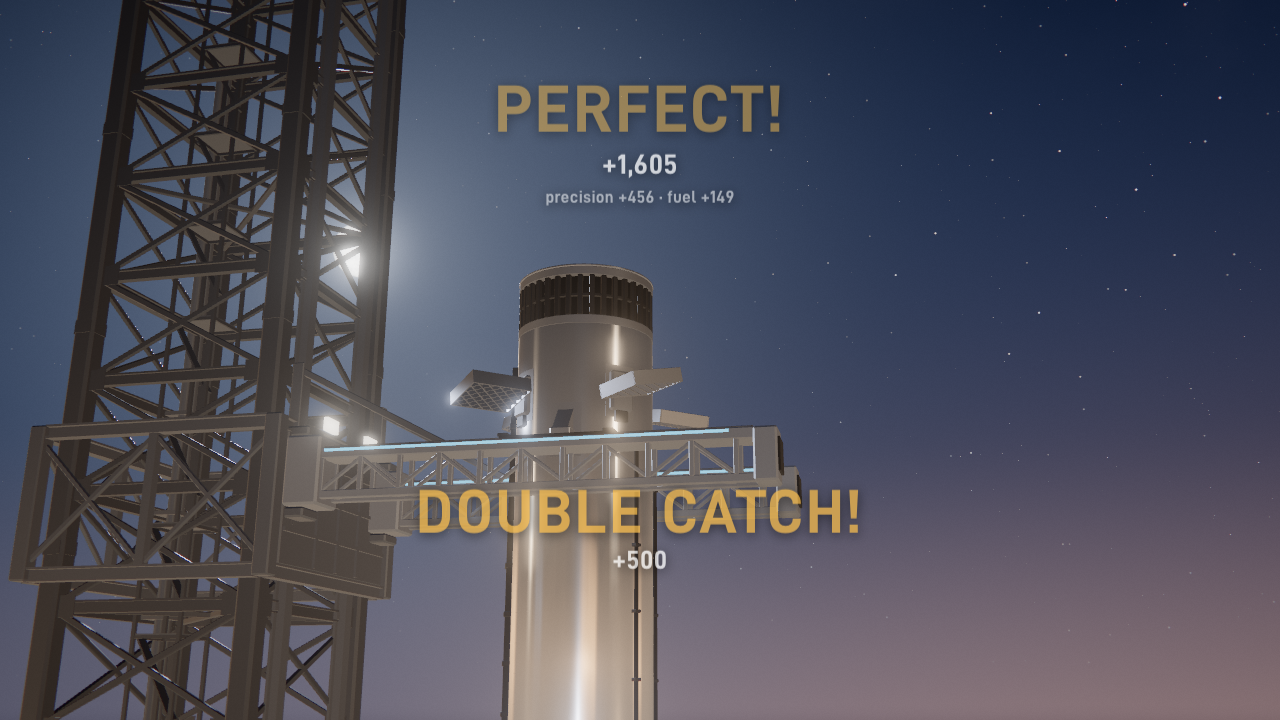 PERFECT!
+1,605
precision +456 · fuel +149
DOUBLE CATCH!
+500